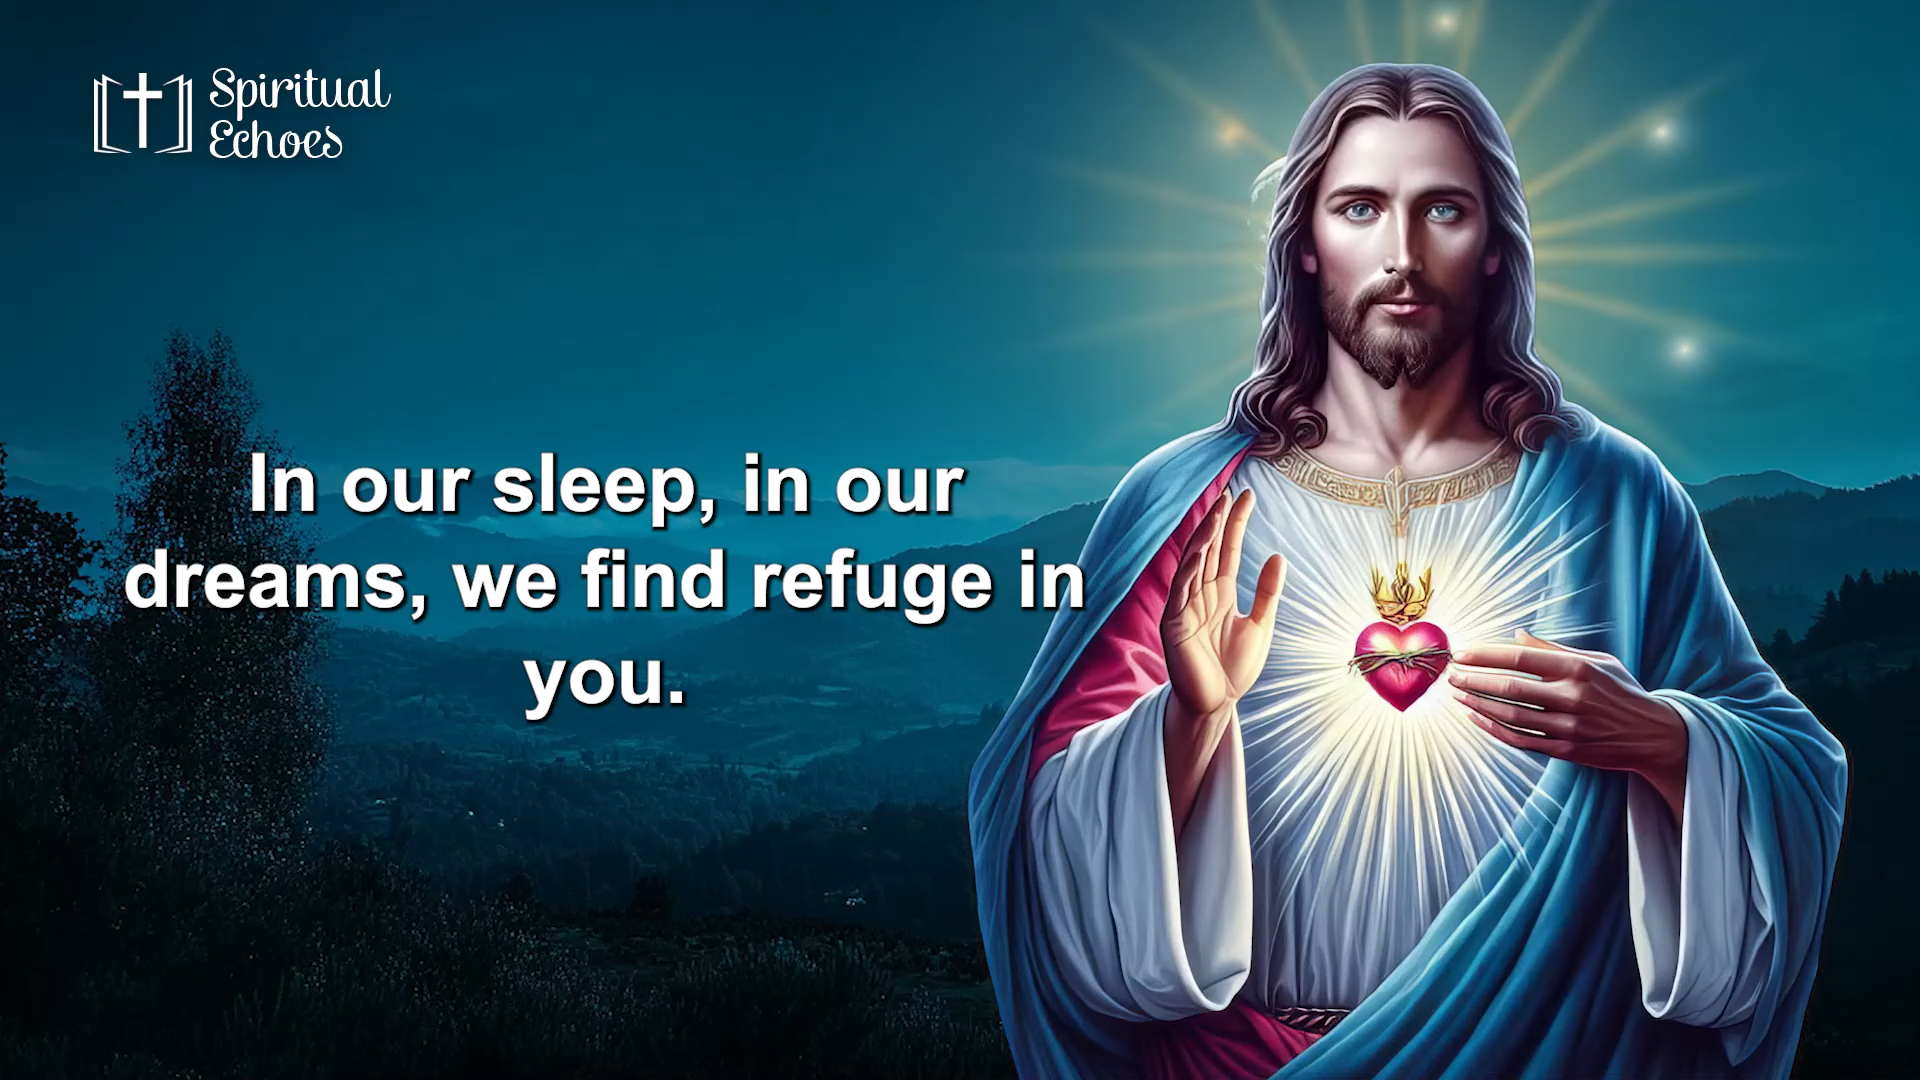 Spiritual
Echoes
In our sleep, in our
dreams, we find refuge in
you.